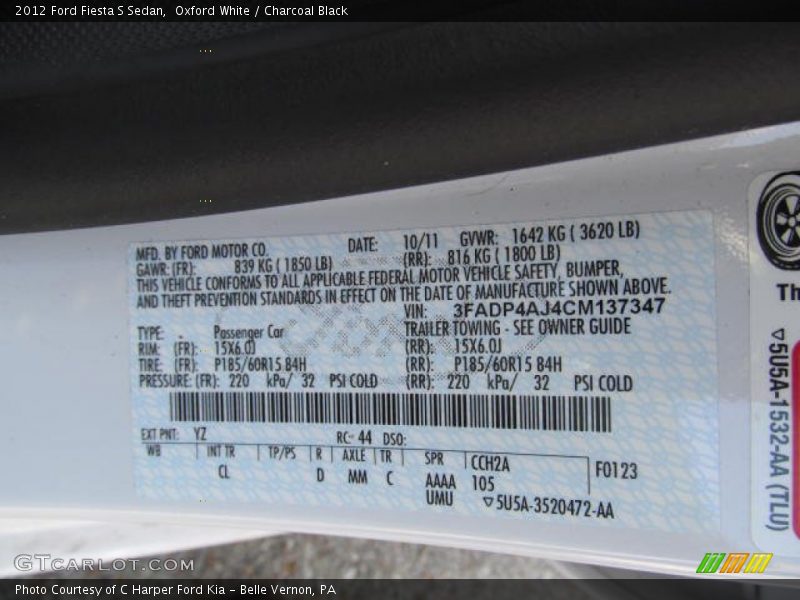 2012 Ford Fiesta S Sedan, Oxford White / Charcoal Black
MFD. BY FORD MOTOR CO. DATE: 10/11 GVWR: 1642 KG ( 3620 LB)
GAWR: (FR): 839 KG ( 1850 LB) (RR): 816 KG ( 1800 LB)
THIS VEHICLE CONFORMS TO ALL APPLICABLE FEDERAL MOTOR VEHICLE SAFETY, BUMPER,
AND THEFT PREVENTION STANDARDS IN EFFECT ON THE DATE OF MANUFACTURE SHOWN ABOVE.
VIN: 3FADP4AJ4CM137347
TYPE: Passenger Car TRAILER TOWING - SEE OWNER GUIDE
RIM: (FR): 15X6.0J (RR): 15X6.0J
TIRE: (FR): P185/60R15 84H (RR): P185/60R15 84H
PRESSURE: (FR): 220 kPa/ 32 PSI COLD (RR): 220 kPa/ 32 PSI COLD
EXT PNT: YZ RC: 44 DSO:
WB INT TR TP/PS R AXLE TR SPR CCH2A F0123
CL D MM C AAAA 105
UMU ▽5U5A-3520472-AA
Th
▽5U5A-1532-AA (TLU)
GTCARLOT.COM
Photo Courtesy of C Harper Ford Kia - Belle Vernon, PA